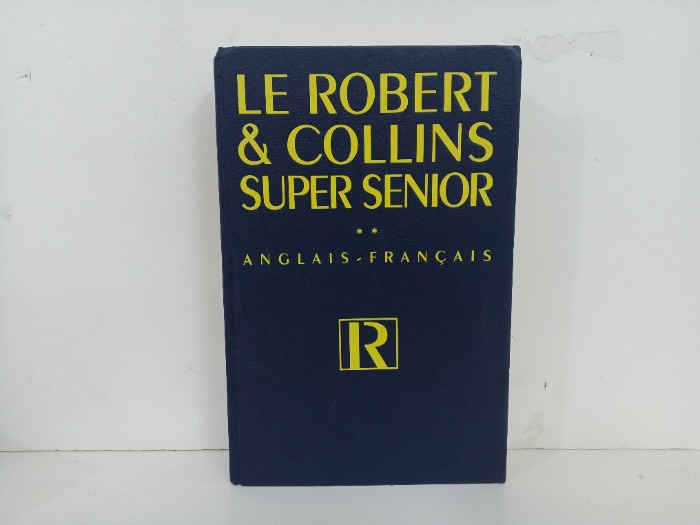 LE ROBERT
& COLLINS
SUPER SENIOR
* *
ANGLAIS-FRANÇAIS
R